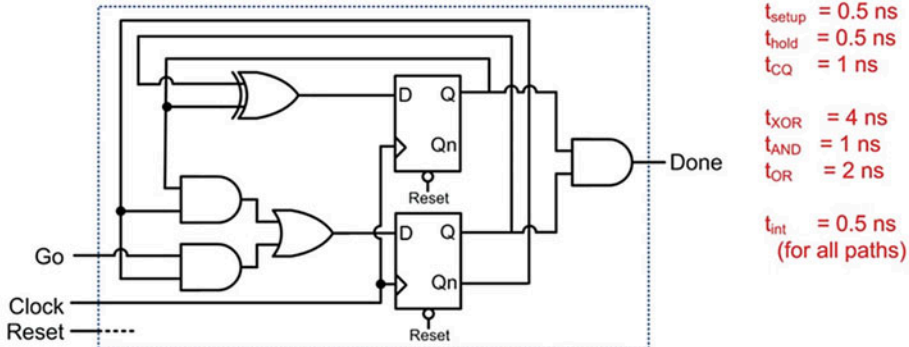 D Q
Qn
Reset
D Q
Qn
Reset
Go
Clock
Reset
Done
tsetup = 0.5 ns
thold = 0.5 ns
tCQ = 1 ns
tXOR = 4 ns
tAND = 1 ns
tOR = 2 ns
tint = 0.5 ns
(for all paths)